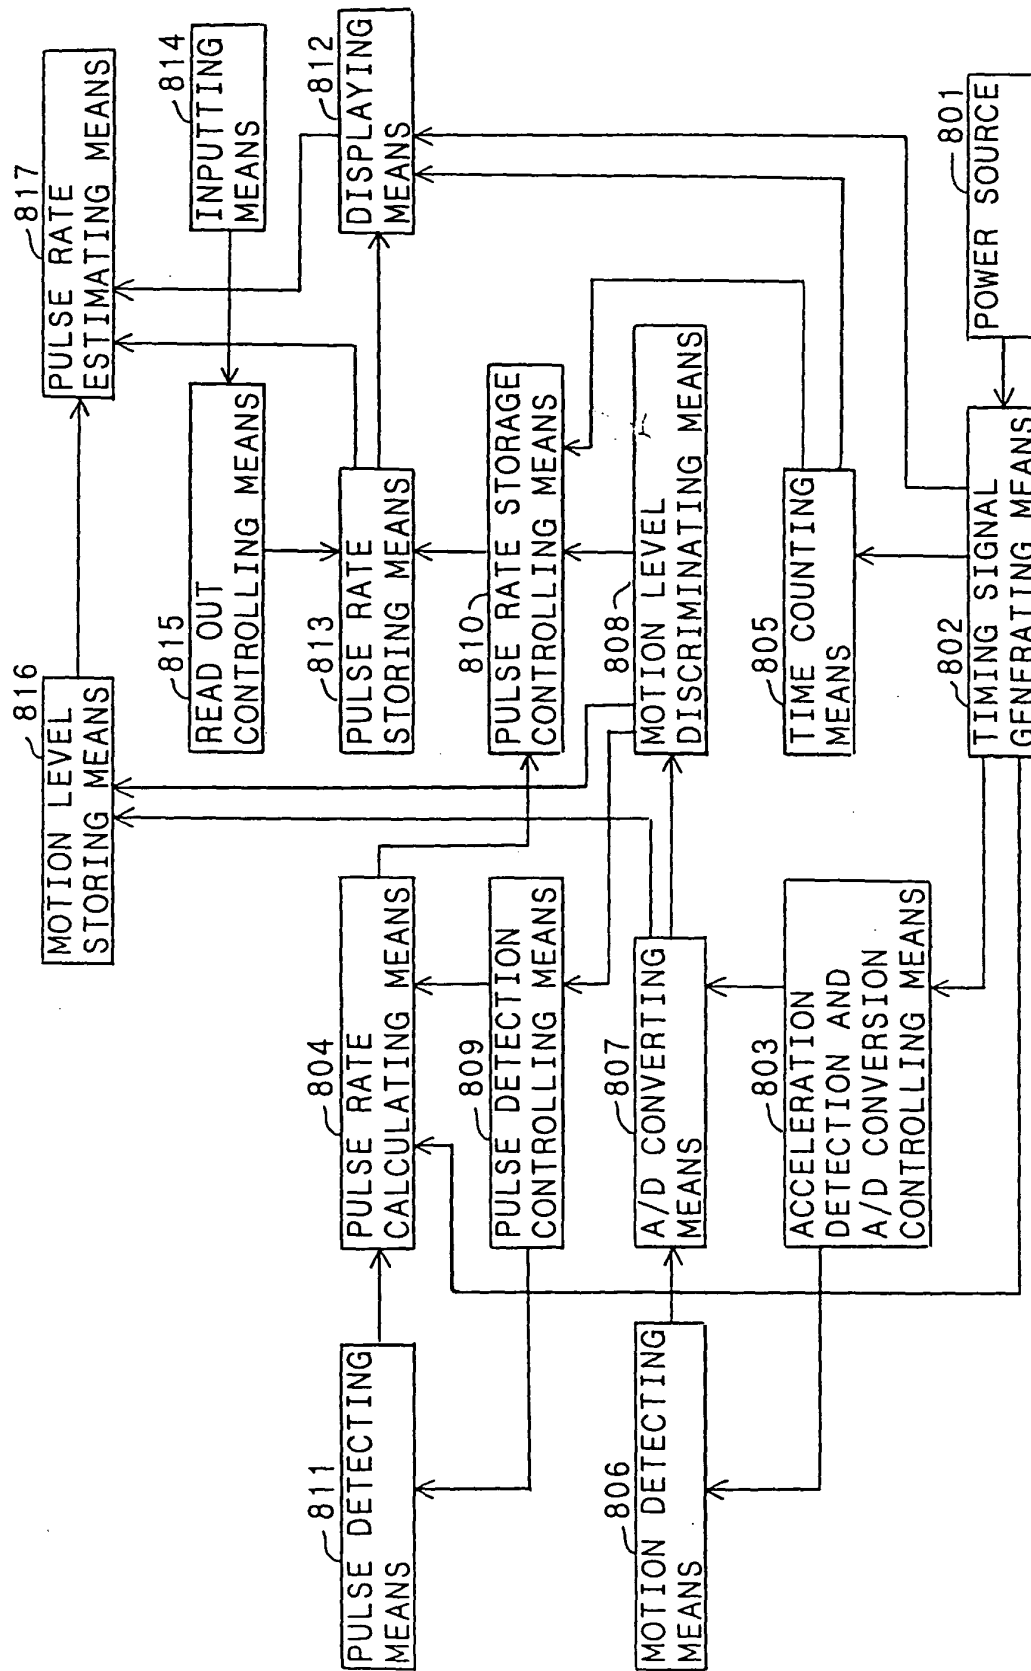 816
MOTION LEVEL
STORING MEANS
817
PULSE RATE
ESTIMATING MEANS
815
READ OUT
CONTROLLING MEANS
814
INPUTTING
MEANS
811
PULSE DETECTING
MEANS
804
PULSE RATE
CALCULATING MEANS
813
PULSE RATE
STORING MEANS
812
DISPLAYING
MEANS
809
PULSE DETECTION
CONTROLLING MEANS
810
PULSE RATE STORAGE
CONTROLLING MEANS
806
MOTION DETECTING
MEANS
807
A/D CONVERTING
MEANS
808
MOTION LEVEL
DISCRIMINATING MEANS
803
ACCELERATION
DETECTION AND
A/D CONVERSION
CONTROLLING MEANS
805
TIME COUNTING
MEANS
802
TIMING SIGNAL
GENERATING MEANS
801
POWER SOURCE